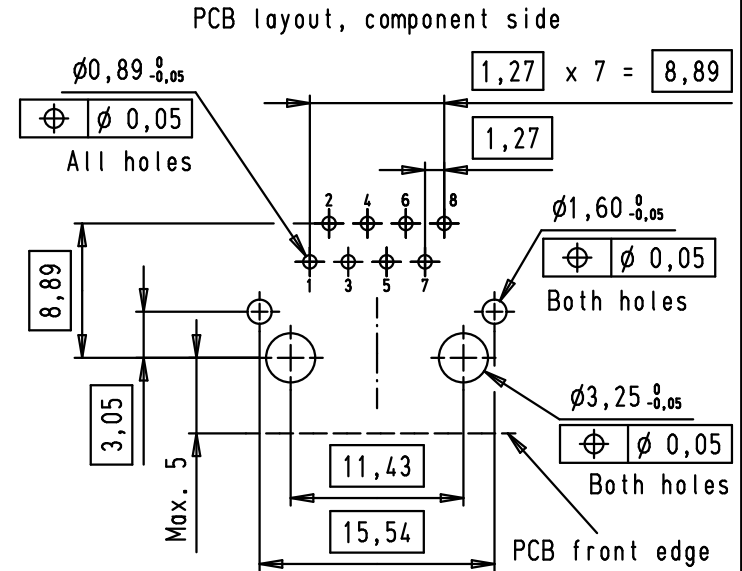 PCB layout, component side
ø0,89 0 -0,05
⌖ ø 0,05
All holes
1,27 x 7 = 8,89
1,27
2 4 6 8
1 3 5 7
8,89
3,05
Max. 5
ø1,60 0 -0,05
⌖ ø 0,05
Both holes
ø3,25 0 -0,05
⌖ ø 0,05
Both holes
11,43
15,54
PCB front edge